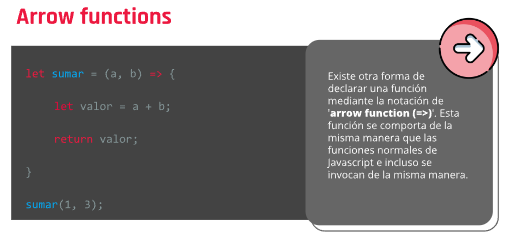 Arrow functions
let sumar = (a, b) => {
let valor = a + b;
return valor;
}
sumar(1, 3);
Existe otra forma de
declarar una función
mediante la notación de
'arrow function (=>)'. Esta
función se comporta de la
misma manera que las
funciones normales de
Javascript e incluso se
invocan de la misma manera.